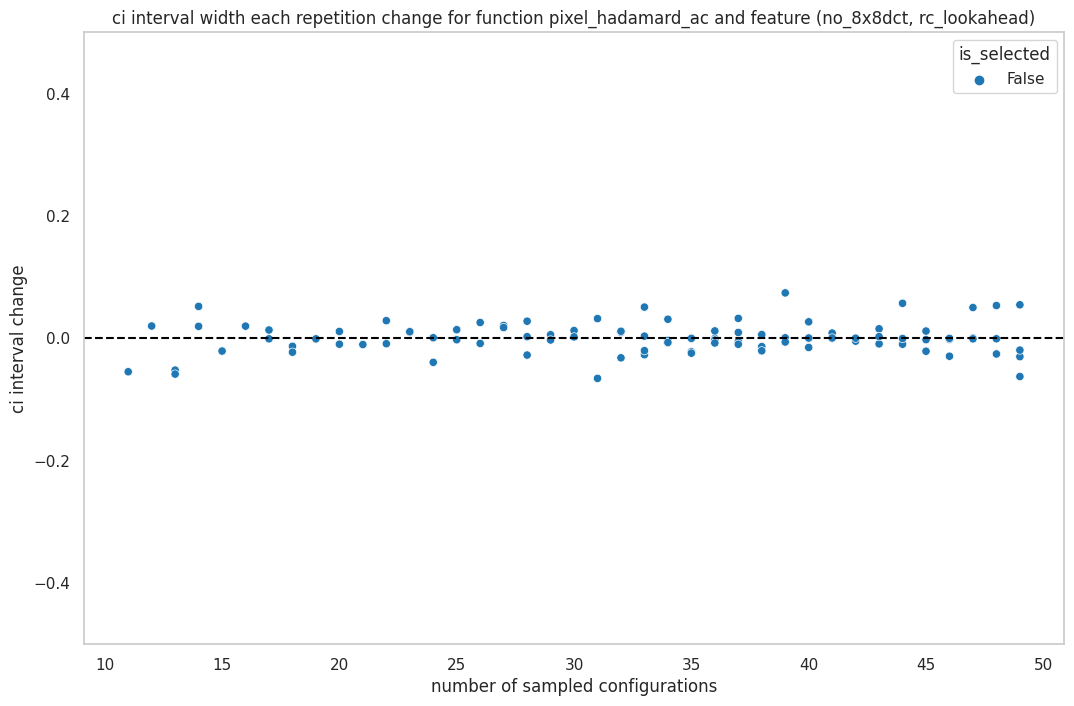 ci interval width each repetition change for function pixel_hadamard_ac and feature (no_8x8dct, rc_lookahead)
is_selected
False
ci interval change
0.4
0.2
0.0
−0.2
−0.4
10 15 20 25 30 35 40 45 50
number of sampled configurations